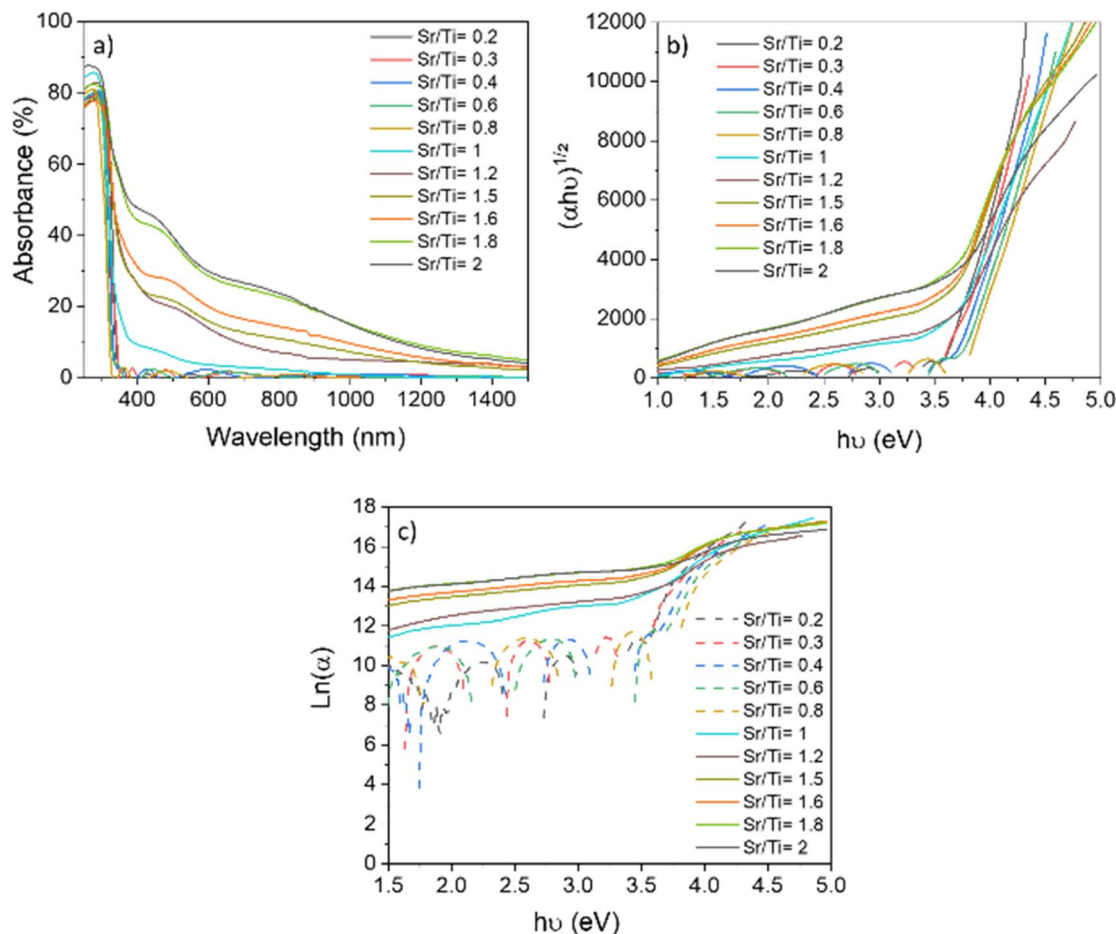 a)
100
80
60
40
20
0
Absorbance (%)
400 600 800 1000 1200 1400
Wavelength (nm)
Sr/Ti= 0.2
Sr/Ti= 0.3
Sr/Ti= 0.4
Sr/Ti= 0.6
Sr/Ti= 0.8
Sr/Ti= 1
Sr/Ti= 1.2
Sr/Ti= 1.5
Sr/Ti= 1.6
Sr/Ti= 1.8
Sr/Ti= 2
b)
12000
10000
8000
6000
4000
2000
0
(αhυ)^1/2
1.0 1.5 2.0 2.5 3.0 3.5 4.0 4.5 5.0
hυ (eV)
Sr/Ti= 0.2
Sr/Ti= 0.3
Sr/Ti= 0.4
Sr/Ti= 0.6
Sr/Ti= 0.8
Sr/Ti= 1
Sr/Ti= 1.2
Sr/Ti= 1.5
Sr/Ti= 1.6
Sr/Ti= 1.8
Sr/Ti= 2
c)
18
16
14
12
10
8
6
4
2
0
Ln(α)
1.5 2.0 2.5 3.0 3.5 4.0 4.5 5.0
hυ (eV)
Sr/Ti= 0.2
Sr/Ti= 0.3
Sr/Ti= 0.4
Sr/Ti= 0.6
Sr/Ti= 0.8
Sr/Ti= 1
Sr/Ti= 1.2
Sr/Ti= 1.5
Sr/Ti= 1.6
Sr/Ti= 1.8
Sr/Ti= 2